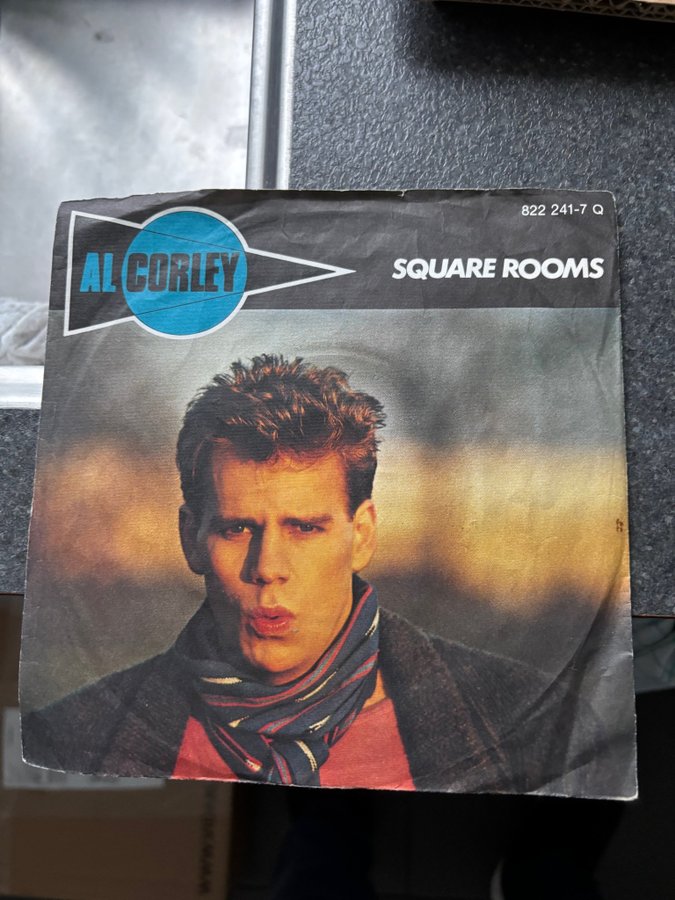 822 241-7 Q
AL CORLEY
SQUARE ROOMS